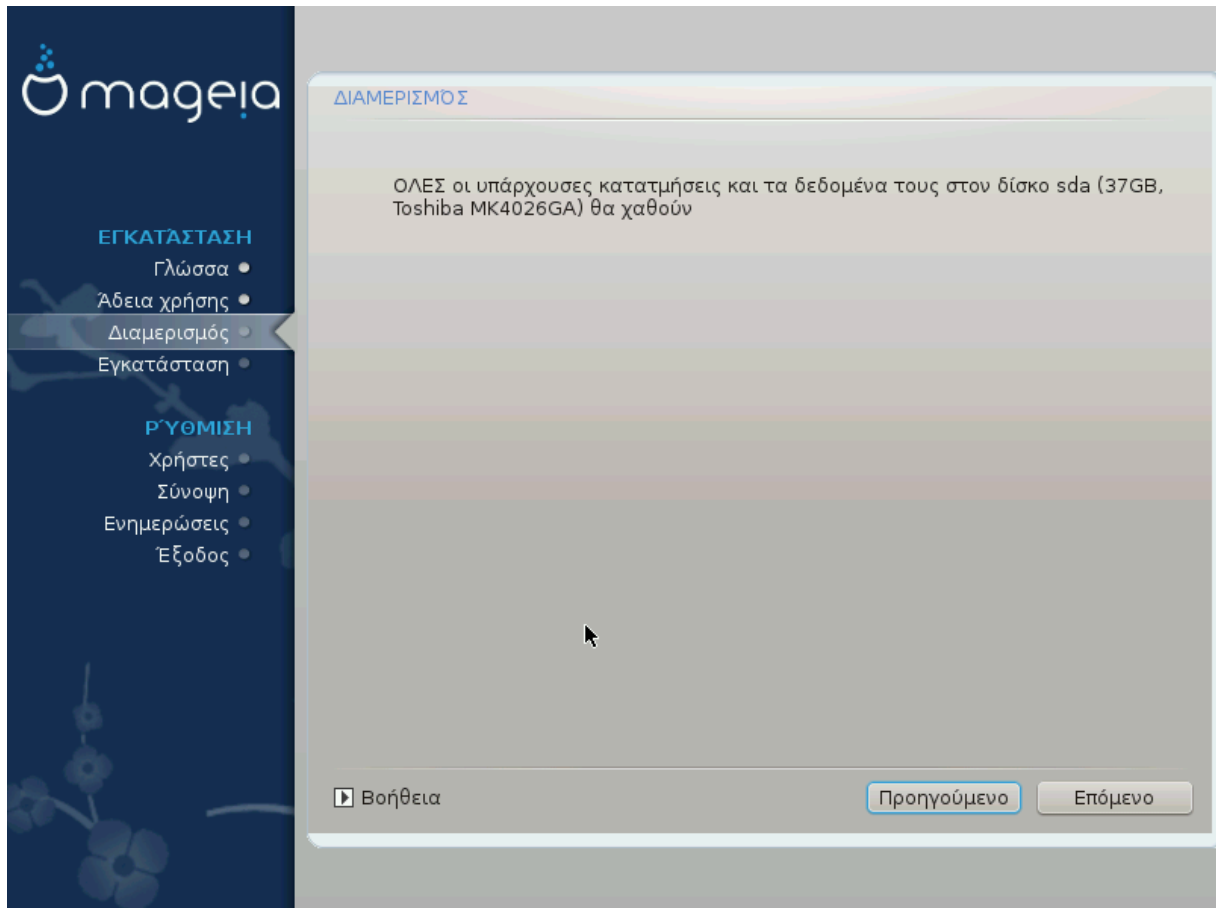 mageia
ΕΓΚΑΤΆΣΤΑΣΗ
Γλώσσα
Άδεια χρήσης
Διαμερισμός
Εγκατάσταση
ΡΎΘΜΙΣΗ
Χρήστες
Σύνοψη
Ενημερώσεις
Έξοδος
ΔΙΑΜΕΡΙΣΜΌΣ
ΟΛΕΣ οι υπάρχουσες κατατμήσεις και τα δεδομένα τους στον δίσκο sda (37GB,
Toshiba MK4026GA) θα χαθούν
Βοήθεια
Προηγούμενο
Επόμενο